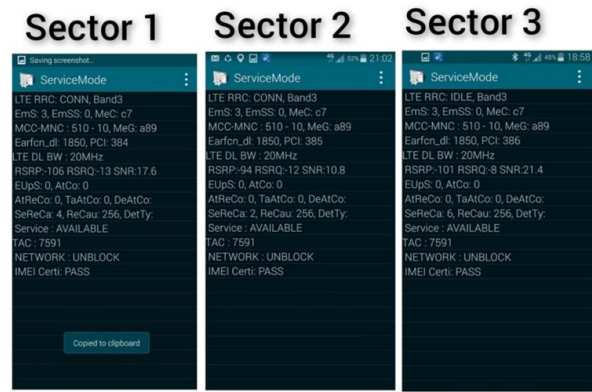 Sector 1
Saving screenshot...
ServiceMode
LTE RRC: CONN, Band3
EmS: 3, EmSS: 0, MeC: c7
MCC-MNC : 510 - 10, MeG: a89
Earfcn_dl: 1850, PCI: 384
LTE DL BW : 20MHz
RSRP:-106 RSRQ:-13 SNR:17.6
EUpS: 0, AtCo: 0
AtReCo: 0, TaAtCo: 0, DeAtCo:
SeReCa: 4, ReCau: 256, DetTy:
Service : AVAILABLE
TAC : 7591
NETWORK : UNBLOCK
IMEI Certi: PASS
Copied to clipboard
Sector 2
4G 52% 21:02
ServiceMode
LTE RRC: CONN, Band3
EmS: 3, EmSS: 0, MeC: c7
MCC-MNC : 510 - 10, MeG: a89
Earfcn_dl: 1850, PCI: 385
LTE DL BW : 20MHz
RSRP:-94 RSRQ:-12 SNR:10.8
EUpS: 0, AtCo: 0
AtReCo: 0, TaAtCo: 0, DeAtCo:
SeReCa: 2, ReCau: 256, DetTy:
Service : AVAILABLE
TAC : 7591
NETWORK : UNBLOCK
IMEI Certi: PASS
Sector 3
4G 45% 18:58
ServiceMode
LTE RRC: IDLE, Band3
EmS: 3, EmSS: 0, MeC: c7
MCC-MNC : 510 - 10, MeG: a89
Earfcn_dl: 1850, PCI: 386
LTE DL BW : 20MHz
RSRP:-101 RSRQ:-8 SNR:21.4
EUpS: 0, AtCo: 0
AtReCo: 0, TaAtCo: 0, DeAtCo:
SeReCa: 6, ReCau: 256, DetTy:
Service : AVAILABLE
TAC : 7591
NETWORK : UNBLOCK
IMEI Certi: PASS